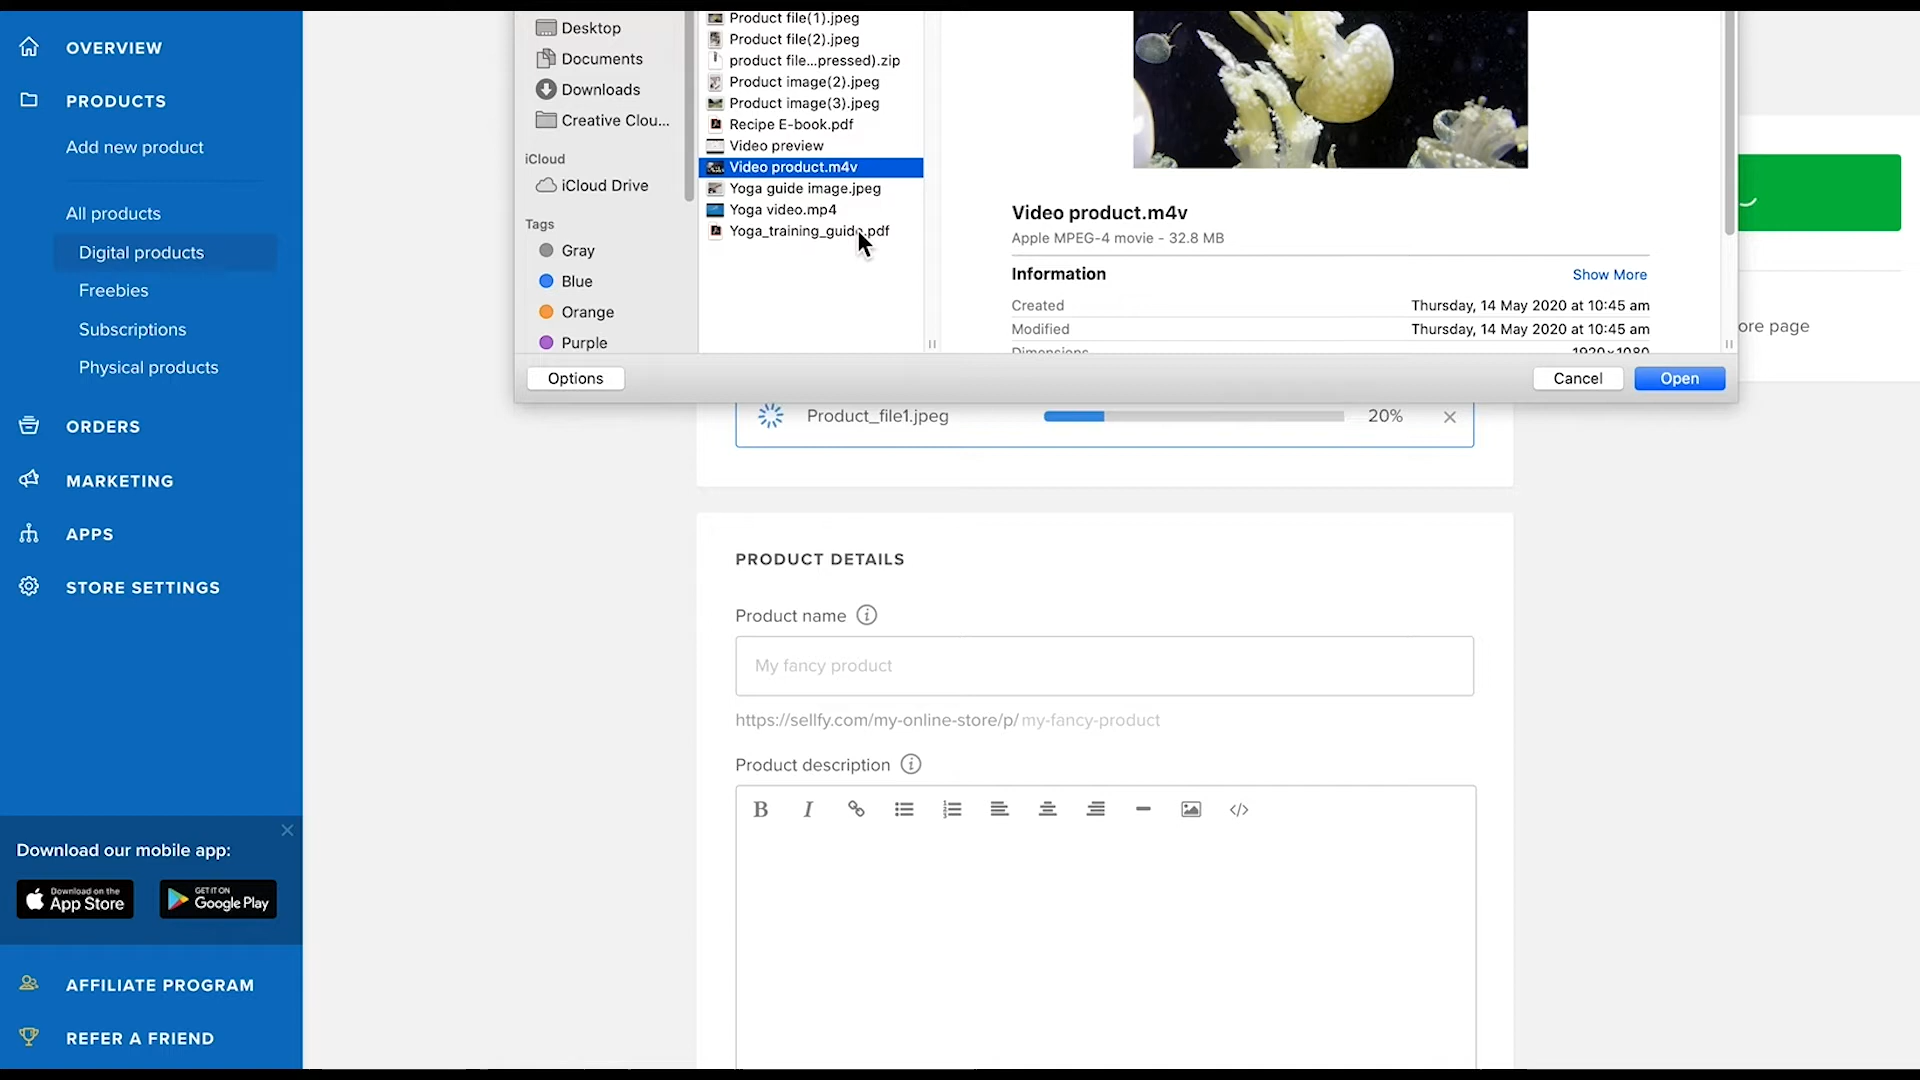 OVERVIEW
PRODUCTS
Add new product
All products
Digital products
Freebies
Subscriptions
Physical products
ORDERS
MARKETING
APPS
STORE SETTINGS
Download our mobile app:
Download on the
App Store
GET IT ON
Google Play
AFFILIATE PROGRAM
REFER A FRIEND
Desktop
Documents
Downloads
Creative Clou...
iCloud
iCloud Drive
Tags
Gray
Blue
Orange
Purple
Product file(1).jpeg
Product file(2).jpeg
product file...pressed).zip
Product image(2).jpeg
Product image(3).jpeg
Recipe E-book.pdf
Video preview
Video product.m4v
Yoga guide image.jpeg
Yoga video.mp4
Yoga_training_guide.pdf
Video product.m4v
Apple MPEG-4 movie - 32.8 MB
Information
Show More
Created
Thursday, 14 May 2020 at 10:45 am
Modified
Thursday, 14 May 2020 at 10:45 am
Dimensions
1920×1080
Options
Cancel
Open
ore page
Product_file1.jpeg
20%
PRODUCT DETAILS
Product name
My fancy product
https://sellfy.com/my-online-store/p/my-fancy-product
Product description